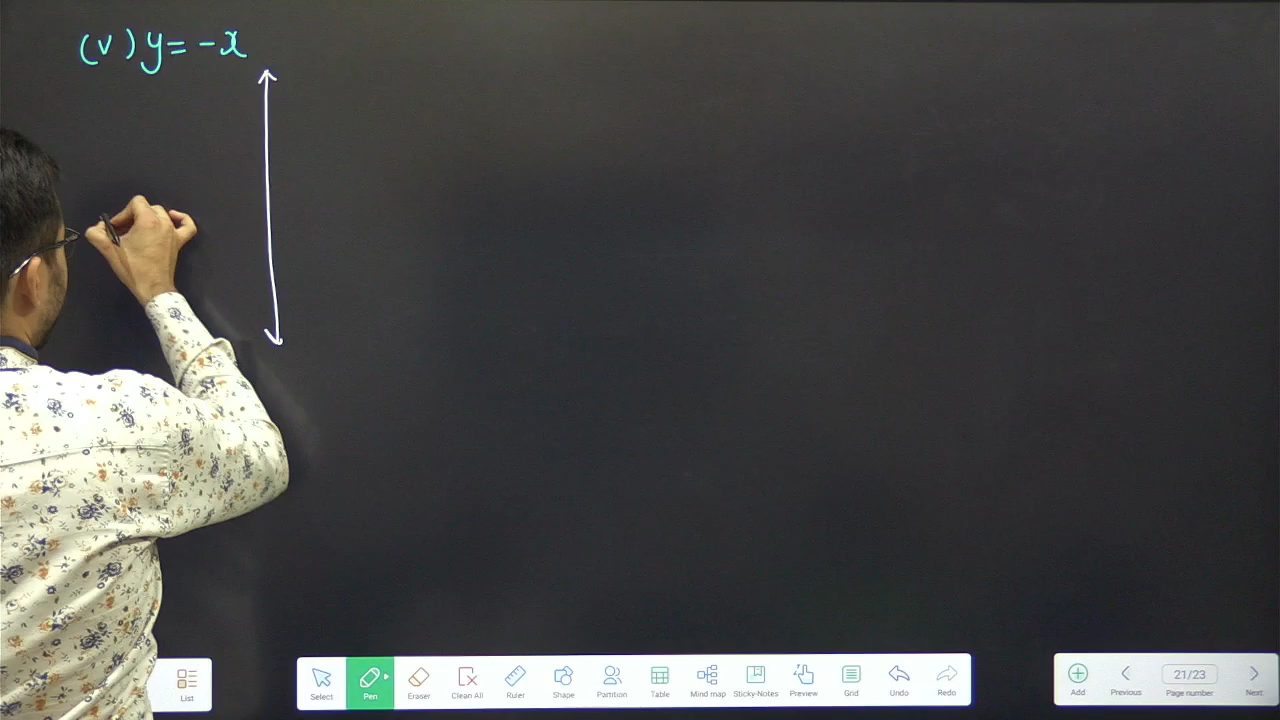 (v) y = -x
List
Select
Pen
Eraser
Clean All
Ruler
Shape
Partition
Table
Mind map
Sticky-Notes
Preview
Grid
Undo
Redo
Add
Previous
21/23
Page number
Next